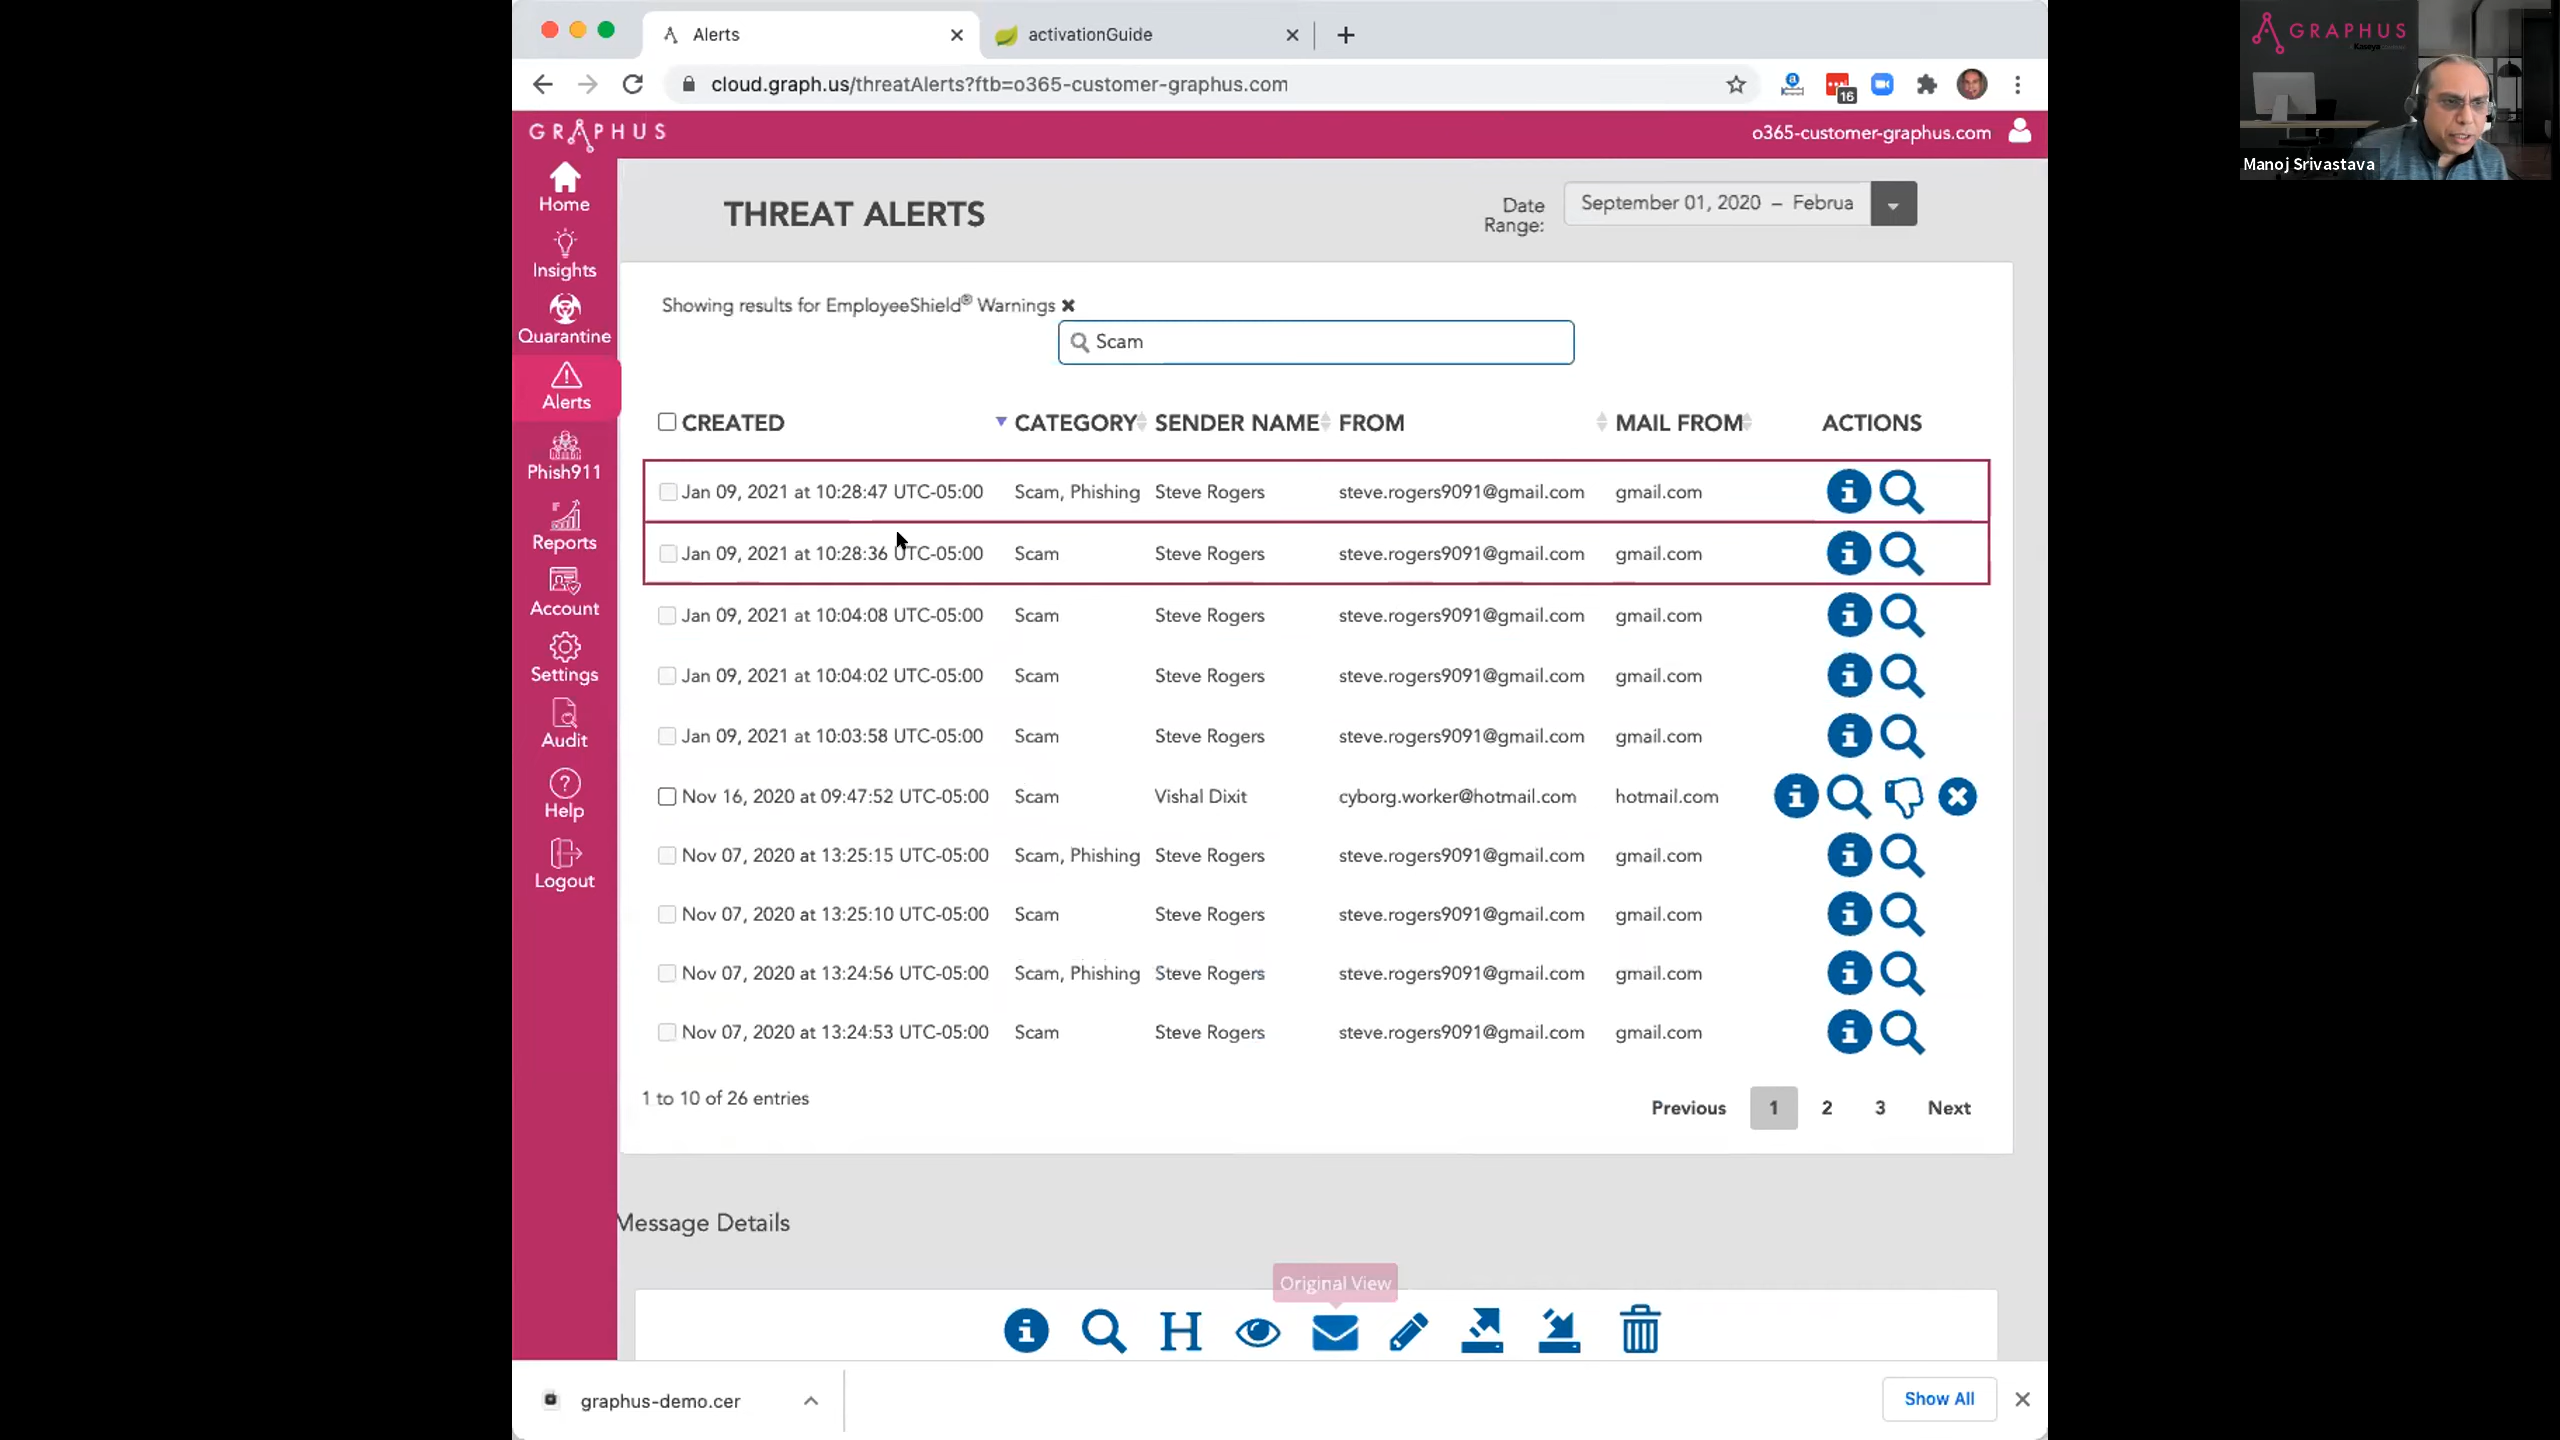 Alerts
activationGuide
cloud.graph.us/threatAlerts?ftb=o365-customer-graphus.com
16
GRAPHUS
Manoj Srivastava
GRAPHUS
o365-customer-graphus.com
Home
Insights
Quarantine
Alerts
Phish911
Reports
Account
Settings
Audit
Help
Logout
THREAT ALERTS
Date Range:
September 01, 2020 – Februa
Showing results for EmployeeShield® Warnings
Scam
CREATED CATEGORY SENDER NAME FROM MAIL FROM ACTIONS
Jan 09, 2021 at 10:28:47 UTC-05:00 Scam, Phishing Steve Rogers steve.rogers9091@gmail.com gmail.com
Jan 09, 2021 at 10:28:36 UTC-05:00 Scam Steve Rogers steve.rogers9091@gmail.com gmail.com
Jan 09, 2021 at 10:04:08 UTC-05:00 Scam Steve Rogers steve.rogers9091@gmail.com gmail.com
Jan 09, 2021 at 10:04:02 UTC-05:00 Scam Steve Rogers steve.rogers9091@gmail.com gmail.com
Jan 09, 2021 at 10:03:58 UTC-05:00 Scam Steve Rogers steve.rogers9091@gmail.com gmail.com
Nov 16, 2020 at 09:47:52 UTC-05:00 Scam Vishal Dixit cyborg.worker@hotmail.com hotmail.com
Nov 07, 2020 at 13:25:15 UTC-05:00 Scam, Phishing Steve Rogers steve.rogers9091@gmail.com gmail.com
Nov 07, 2020 at 13:25:10 UTC-05:00 Scam Steve Rogers steve.rogers9091@gmail.com gmail.com
Nov 07, 2020 at 13:24:56 UTC-05:00 Scam, Phishing Steve Rogers steve.rogers9091@gmail.com gmail.com
Nov 07, 2020 at 13:24:53 UTC-05:00 Scam Steve Rogers steve.rogers9091@gmail.com gmail.com
1 to 10 of 26 entries
Previous 1 2 3 Next
Message Details
Original View
H
graphus-demo.cer
Show All